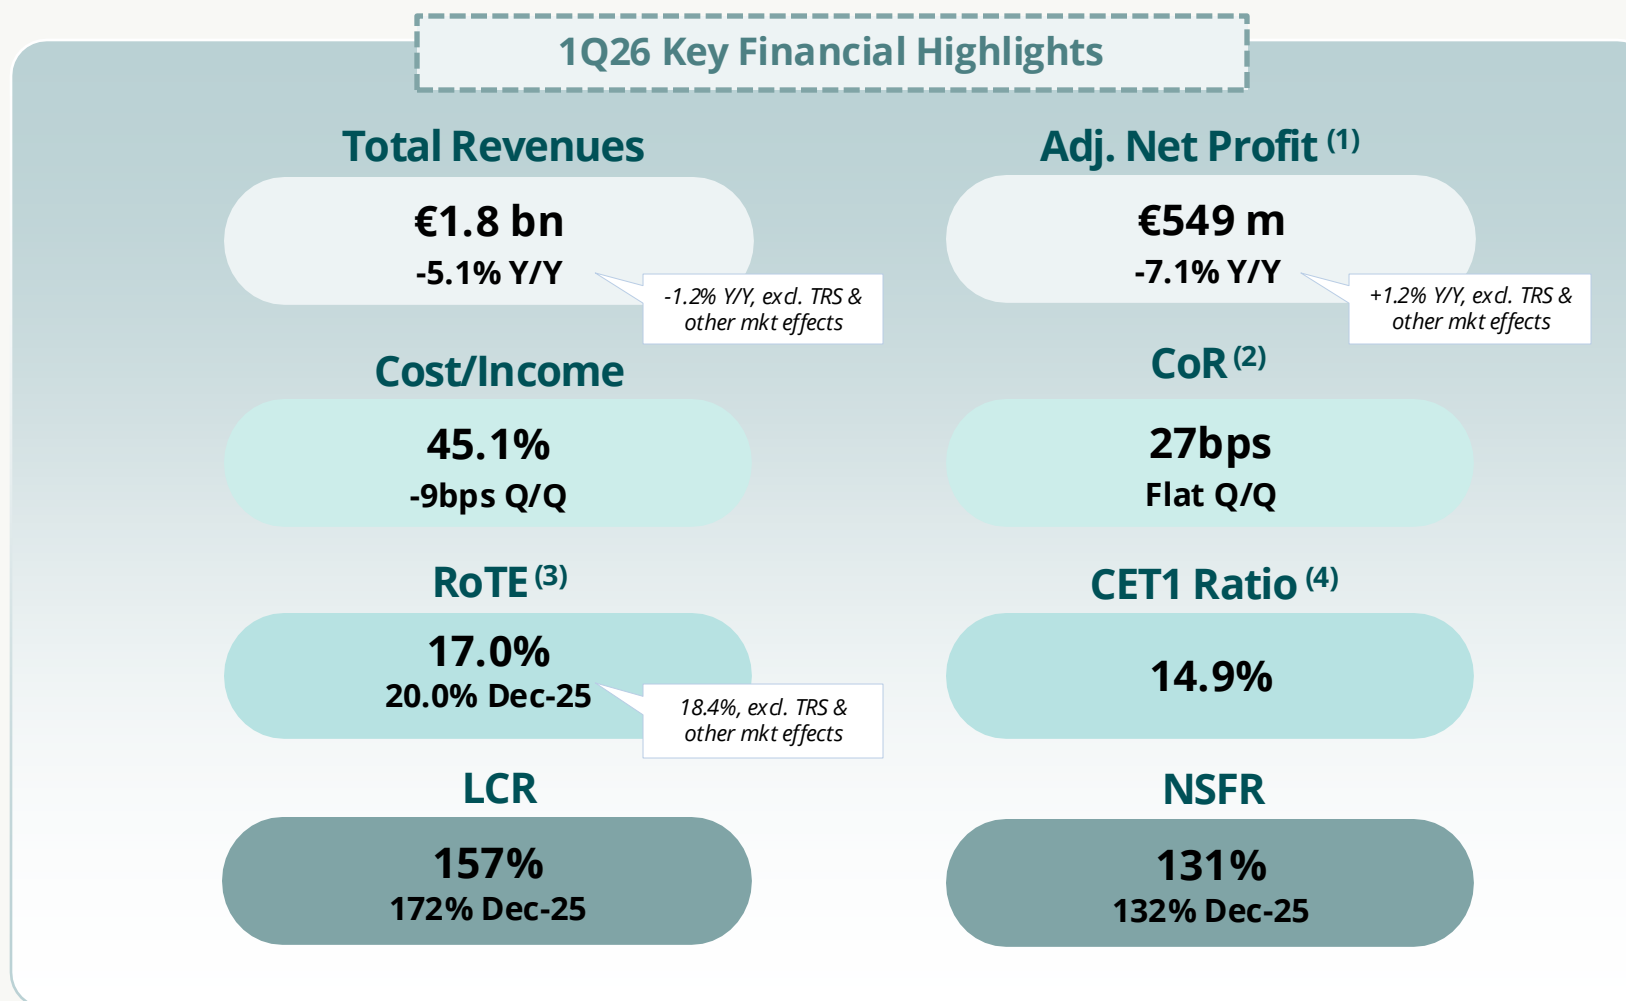 1Q26 Key Financial Highlights
Total Revenues
€1.8 bn
-5.1% Y/Y
-1.2% Y/Y, excl. TRS &
other mkt effects
Adj. Net Profit (1)
€549 m
-7.1% Y/Y
+1.2% Y/Y, excl. TRS &
other mkt effects
Cost/Income
45.1%
-9bps Q/Q
CoR (2)
27bps
Flat Q/Q
RoTE (3)
17.0%
20.0% Dec-25
18.4%, excl. TRS &
other mkt effects
CET1 Ratio (4)
14.9%
LCR
157%
172% Dec-25
NSFR
131%
132% Dec-25